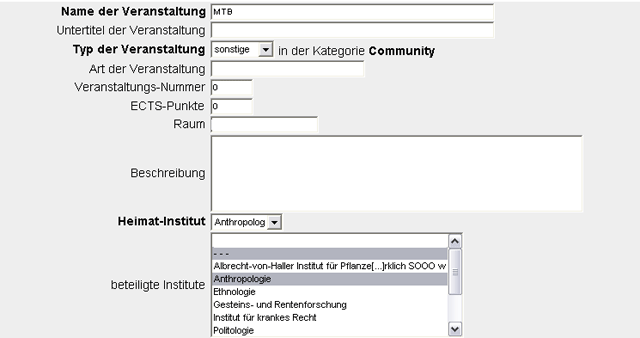 Name der Veranstaltung MTB
Untertitel der Veranstaltung
Typ der Veranstaltung sonstige in der Kategorie Community
Art der Veranstaltung
Veranstaltungs-Nummer 0
ECTS-Punkte 0
Raum
Beschreibung
Heimat-Institut Anthropolog
- - -
Albrecht-von-Haller Institut für Pflanze[...]rklich SOOO w
Anthropologie
beteiligte Institute Ethnologie
Gesteins- und Rentenforschung
Institut für krankes Recht
Politologie